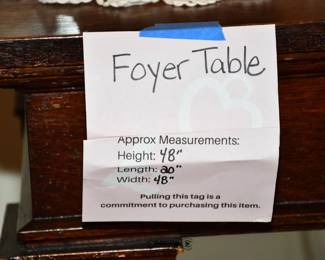 Foyer Table
Approx Measurements:
Height: 48"
Length: 20"
Width: 48"
Pulling this tag is a
commitment to purchasing this item.